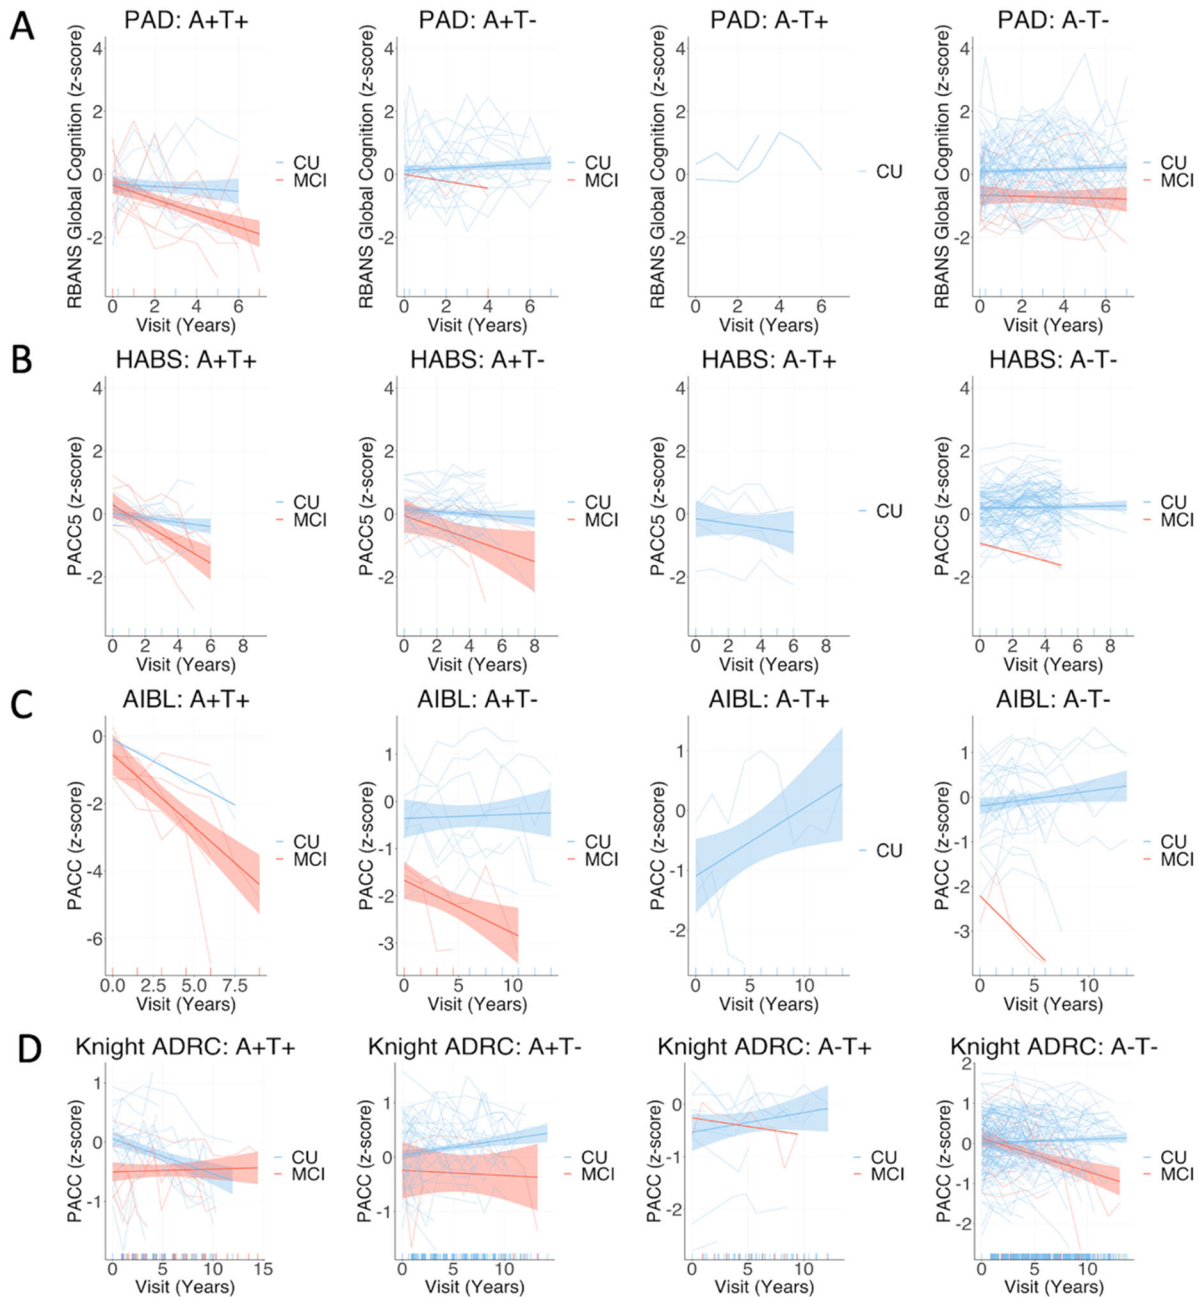 A
PAD: A+T+
PAD: A+T-
PAD: A-T+
PAD: A-T-
RBANS Global Cognition (z-score)
4
2
0
-2
0 2 4 6
Visit (Years)
CU
MCI
RBANS Global Cognition (z-score)
4
2
0
-2
0 2 4 6
Visit (Years)
CU
MCI
RBANS Global Cognition (z-score)
4
2
0
-2
0 2 4 6
Visit (Years)
CU
RBANS Global Cognition (z-score)
4
2
0
-2
0 2 4 6
Visit (Years)
CU
MCI
B
HABS: A+T+
HABS: A+T-
HABS: A-T+
HABS: A-T-
PACC5 (z-score)
4
2
0
-2
0 2 4 6 8
Visit (Years)
CU
MCI
PACC5 (z-score)
4
2
0
-2
0 2 4 6 8
Visit (Years)
CU
MCI
PACC5 (z-score)
4
2
0
-2
0 2 4 6 8
Visit (Years)
CU
PACC5 (z-score)
4
2
0
-2
0 2 4 6 8
Visit (Years)
CU
MCI
C
AIBL: A+T+
AIBL: A+T-
AIBL: A-T+
AIBL: A-T-
PACC (z-score)
0
-2
-4
-6
0.0 2.5 5.0 7.5
Visit (Years)
CU
MCI
PACC (z-score)
1
0
-1
-2
-3
0 5 10
Visit (Years)
CU
MCI
PACC (z-score)
1
0
-1
-2
0 5 10
Visit (Years)
CU
PACC (z-score)
1
0
-1
-2
-3
0 5 10
Visit (Years)
CU
MCI
D
Knight ADRC: A+T+
Knight ADRC: A+T-
Knight ADRC: A-T+
Knight ADRC: A-T-
PACC (z-score)
1
0
-1
0 5 10 15
Visit (Years)
CU
MCI
PACC (z-score)
1
0
-1
0 5 10
Visit (Years)
CU
MCI
PACC (z-score)
0
-1
-2
0 5 10
Visit (Years)
CU
MCI
PACC (z-score)
2
1
0
-1
-2
0 5 10
Visit (Years)
CU
MCI